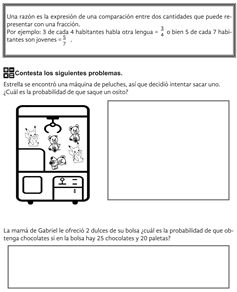 Una razón es la expresión de una comparación entre dos cantidades que puede re-
presentar con una fracción.
Por ejemplo: 3 de cada 4 habitantes habla otra lengua = 3/4 o bien 5 de cada 7 habi-
tantes son jovenes = 5/7 .
Contesta los siguientes problemas.
Estrella se encontró una máquina de peluches, así que decidió intentar sacar uno.
¿Cuál es la probabilidad de que saque un osito?
La mamá de Gabriel le ofreció 2 dulces de su bolsa ¿cuál es la probabilidad de que ob-
tenga chocolates si en la bolsa hay 25 chocolates y 20 paletas?